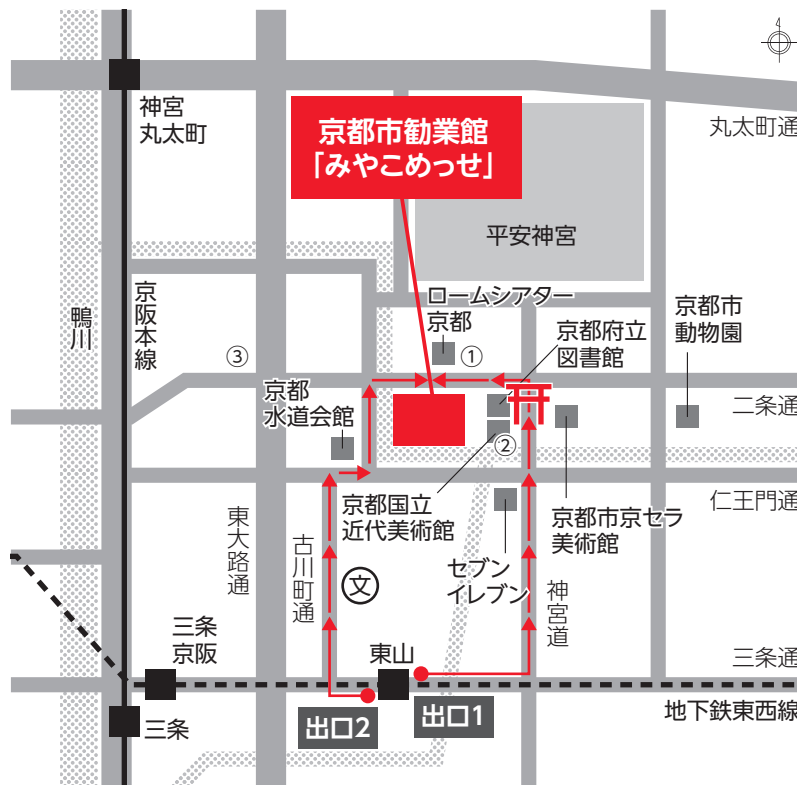 4
神宮
丸太町
京都市勧業館
「みやこめっせ」
丸太町通
平安神宮
鴨川
京阪本線
③
ロームシアター
京都
①
京都府立
図書館
京都市
動物園
京都
水道会館
二条通
②
京都国立
近代美術館
京都市京セラ
美術館
仁王門通
セブン
イレブン
東大路通
古川町通
文
神宮道
三条
京阪
東山
三条通
出口2
出口1
地下鉄東西線
三条